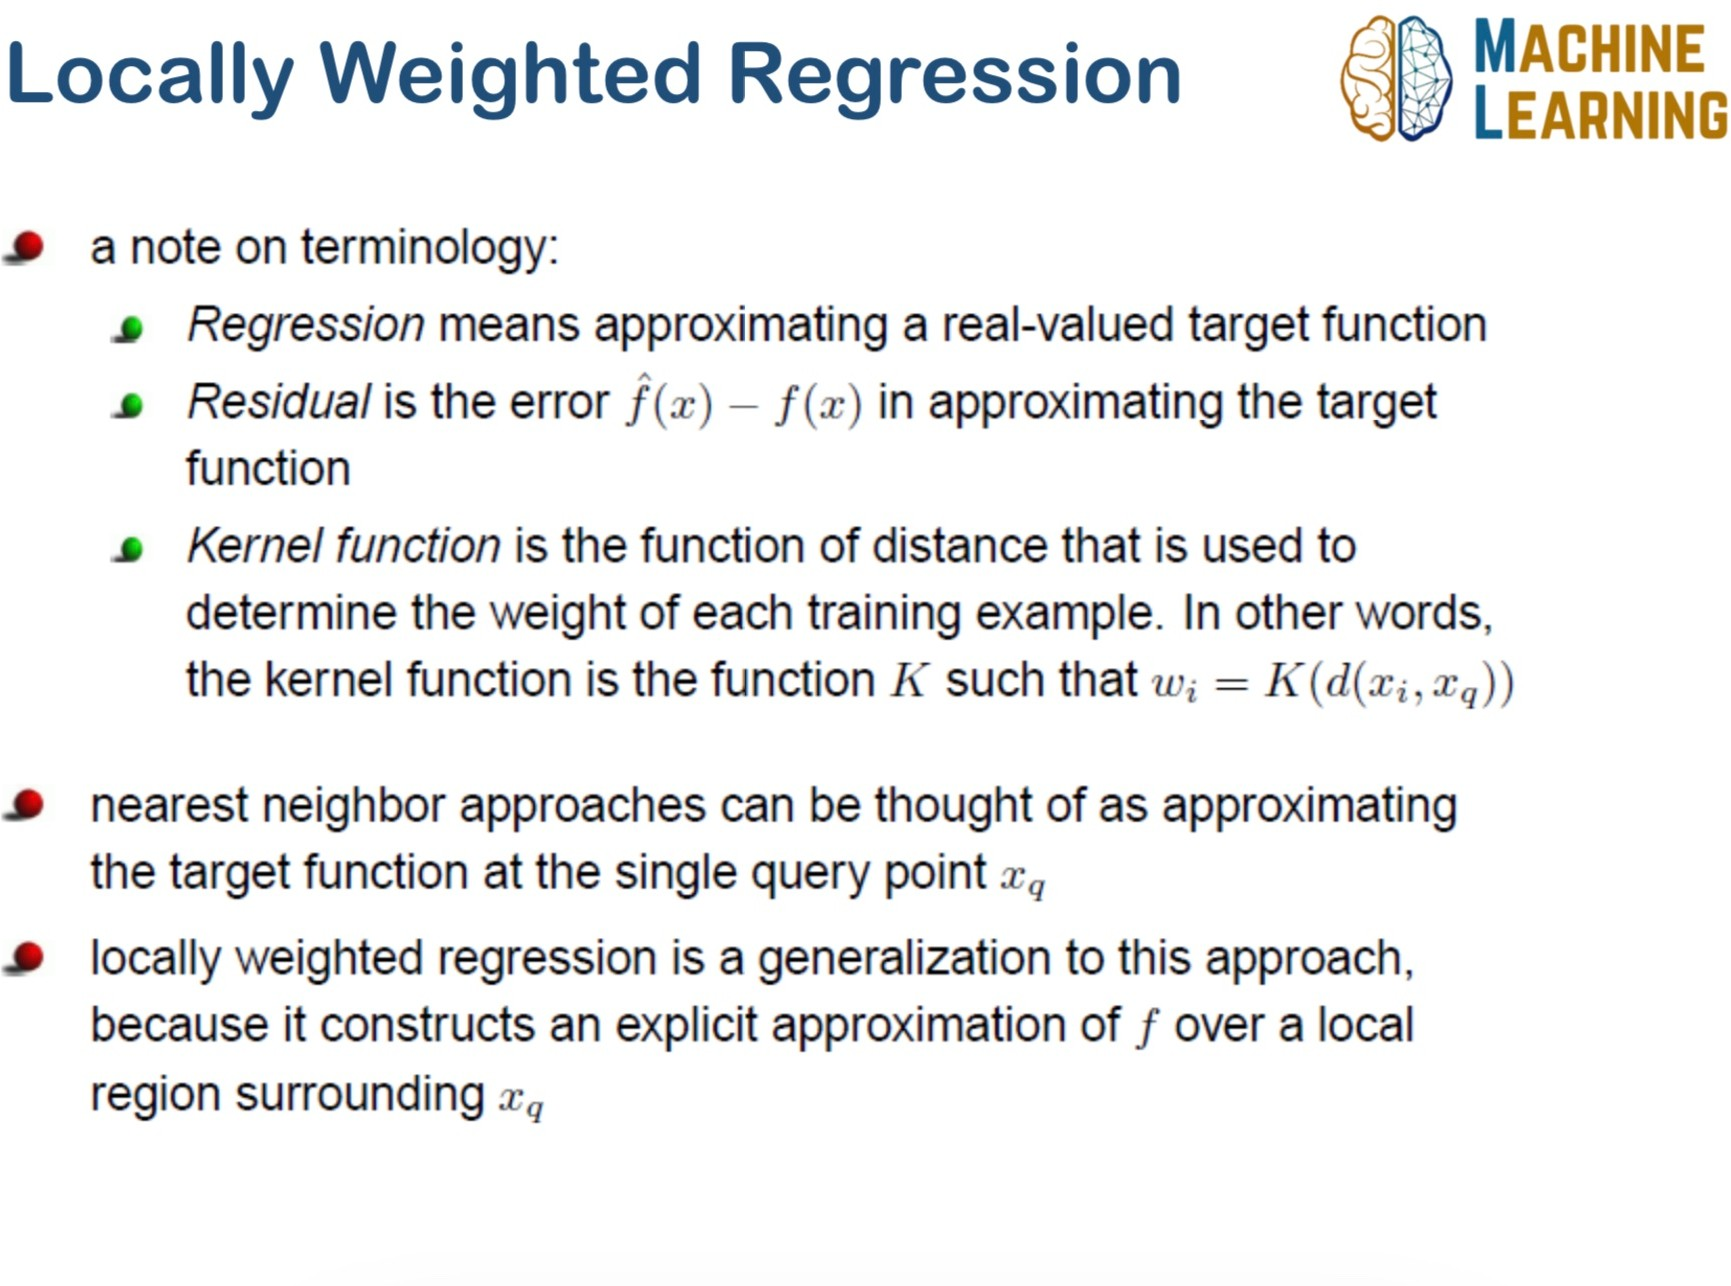 Locally Weighted Regression
MACHINE
LEARNING
a note on terminology:
Regression means approximating a real-valued target function
Residual is the error f̂(x) − f(x) in approximating the target
function
Kernel function is the function of distance that is used to
determine the weight of each training example. In other words,
the kernel function is the function K such that wᵢ = K(d(xᵢ, x_q))
nearest neighbor approaches can be thought of as approximating
the target function at the single query point x_q
locally weighted regression is a generalization to this approach,
because it constructs an explicit approximation of f over a local
region surrounding x_q